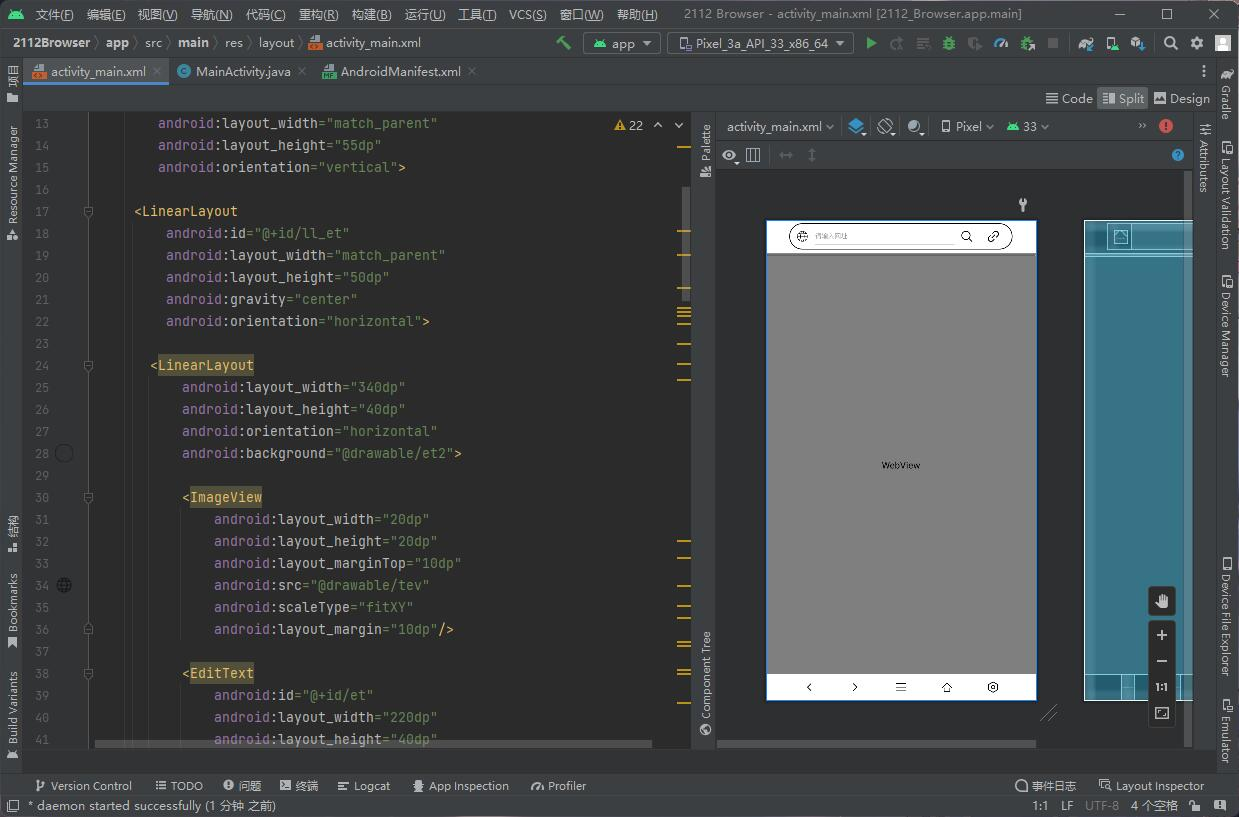 文件(F) 编辑(E) 视图(V) 导航(N) 代码(C) 重构(R) 构建(B) 运行(U) 工具(T) VCS(S) 窗口(W) 帮助(H) 2112 Browser - activity_main.xml [2112_Browser.app.main]
2112Browser app src main res layout activity_main.xml app Pixel_3a_API_33_x86_64
activity_main.xml MainActivity.java AndroidManifest.xml
Code Split Design
项目
Resource Manager
结构
Bookmarks
Build Variants
13 android:layout_width="match_parent"
14 android:layout_height="55dp"
15 android:orientation="vertical">
16
17 <LinearLayout
18 android:id="@+id/ll_et"
19 android:layout_width="match_parent"
20 android:layout_height="50dp"
21 android:gravity="center"
22 android:orientation="horizontal">
23
24 <LinearLayout
25 android:layout_width="340dp"
26 android:layout_height="40dp"
27 android:orientation="horizontal"
28 android:background="@drawable/et2">
29
30 <ImageView
31 android:layout_width="20dp"
32 android:layout_height="20dp"
33 android:layout_marginTop="10dp"
34 android:src="@drawable/tev"
35 android:scaleType="fitXY"
36 android:layout_margin="10dp"/>
37
38 <EditText
39 android:id="@+id/et"
40 android:layout_width="220dp"
41 android:layout_height="40dp"
22
Palette
Component Tree
activity_main.xml Pixel 33
请输入网址
WebView
1:1
Attributes
Gradle
Layout Validation
Device Manager
Device File Explorer
Emulator
Version Control TODO 问题 终端 Logcat App Inspection Profiler 事件日志 Layout Inspector
* daemon started successfully (1 分钟 之前) 1:1 LF UTF-8 4 个空格